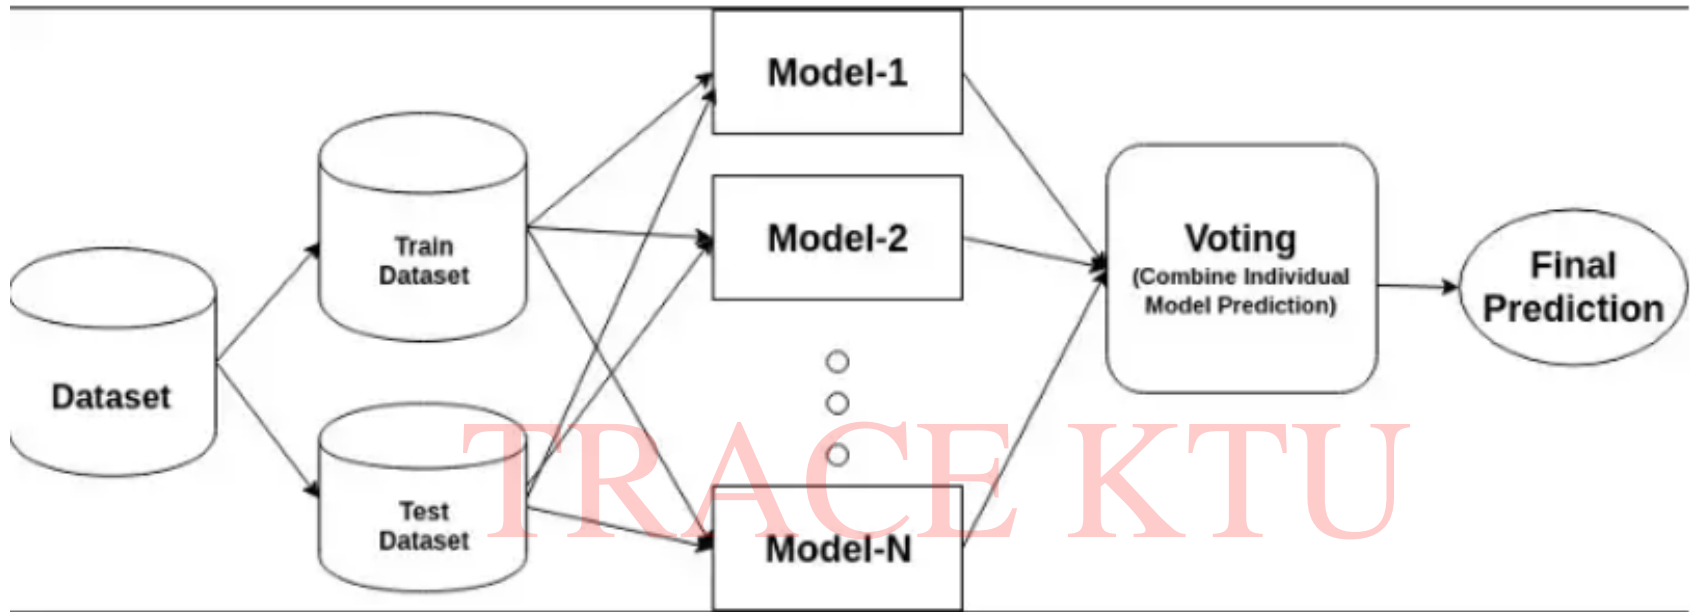 Model-1
Train
Dataset
Model-2
Voting
(Combine Individual
Model Prediction)
Final
Prediction
Dataset
Test
Dataset
Model-N
TRACE KTU